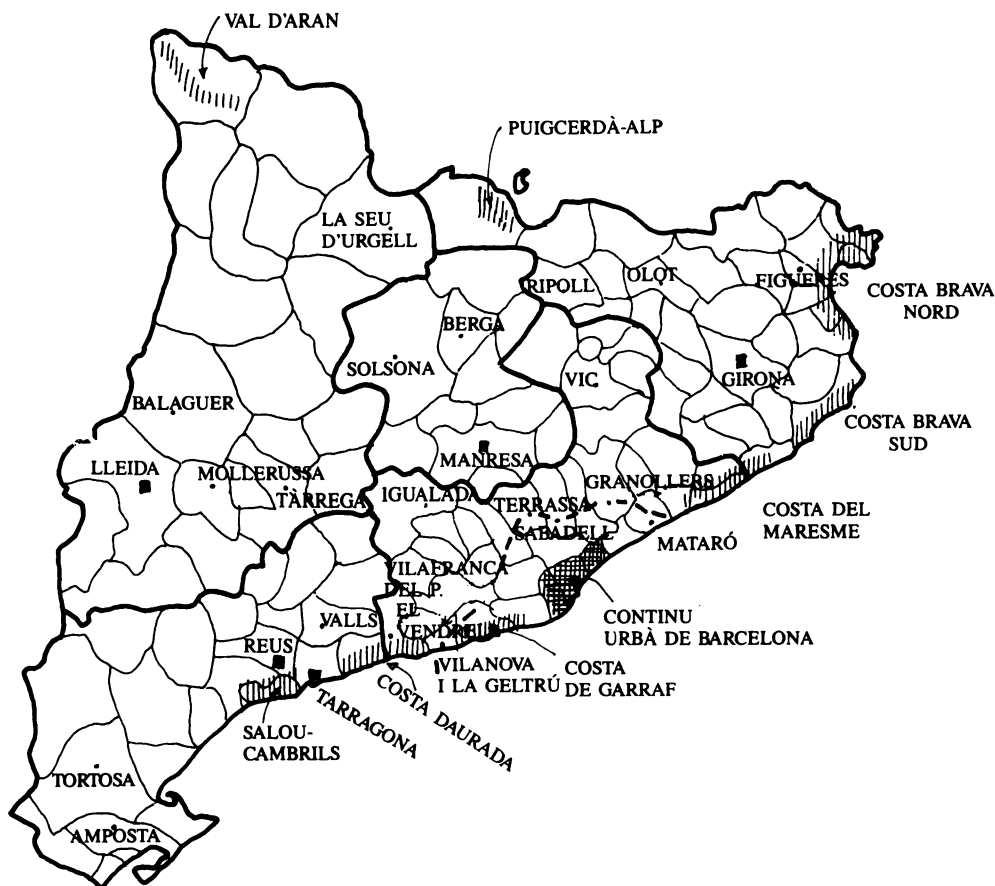 VAL D'ARAN
PUIGCERDÀ-ALP
LA SEU
D'URGELL
RIPOLL
OLOT
FIGUERES
COSTA BRAVA
NORD
BERGA
SOLSONA
VIC
GIRONA
BALAGUER
COSTA BRAVA
SUD
LLEIDA
MOLLERUSSA
TÀRREGA
MANRESA
IGUALADA
TERRASSA
GRANOLLERS
SABADELL
COSTA DEL
MARESME
MATARÓ
VILAFRANCA
DEL P.
EL
VENDRE
VALLS
REUS
CONTINU
URBÀ DE BARCELONA
VILANOVA
I LA GELTRÚ
COSTA
DE GARRAF
COSTA DAURADA
TARRAGONA
SALOU-
CAMBRILS
TORTOSA
AMPOSTA